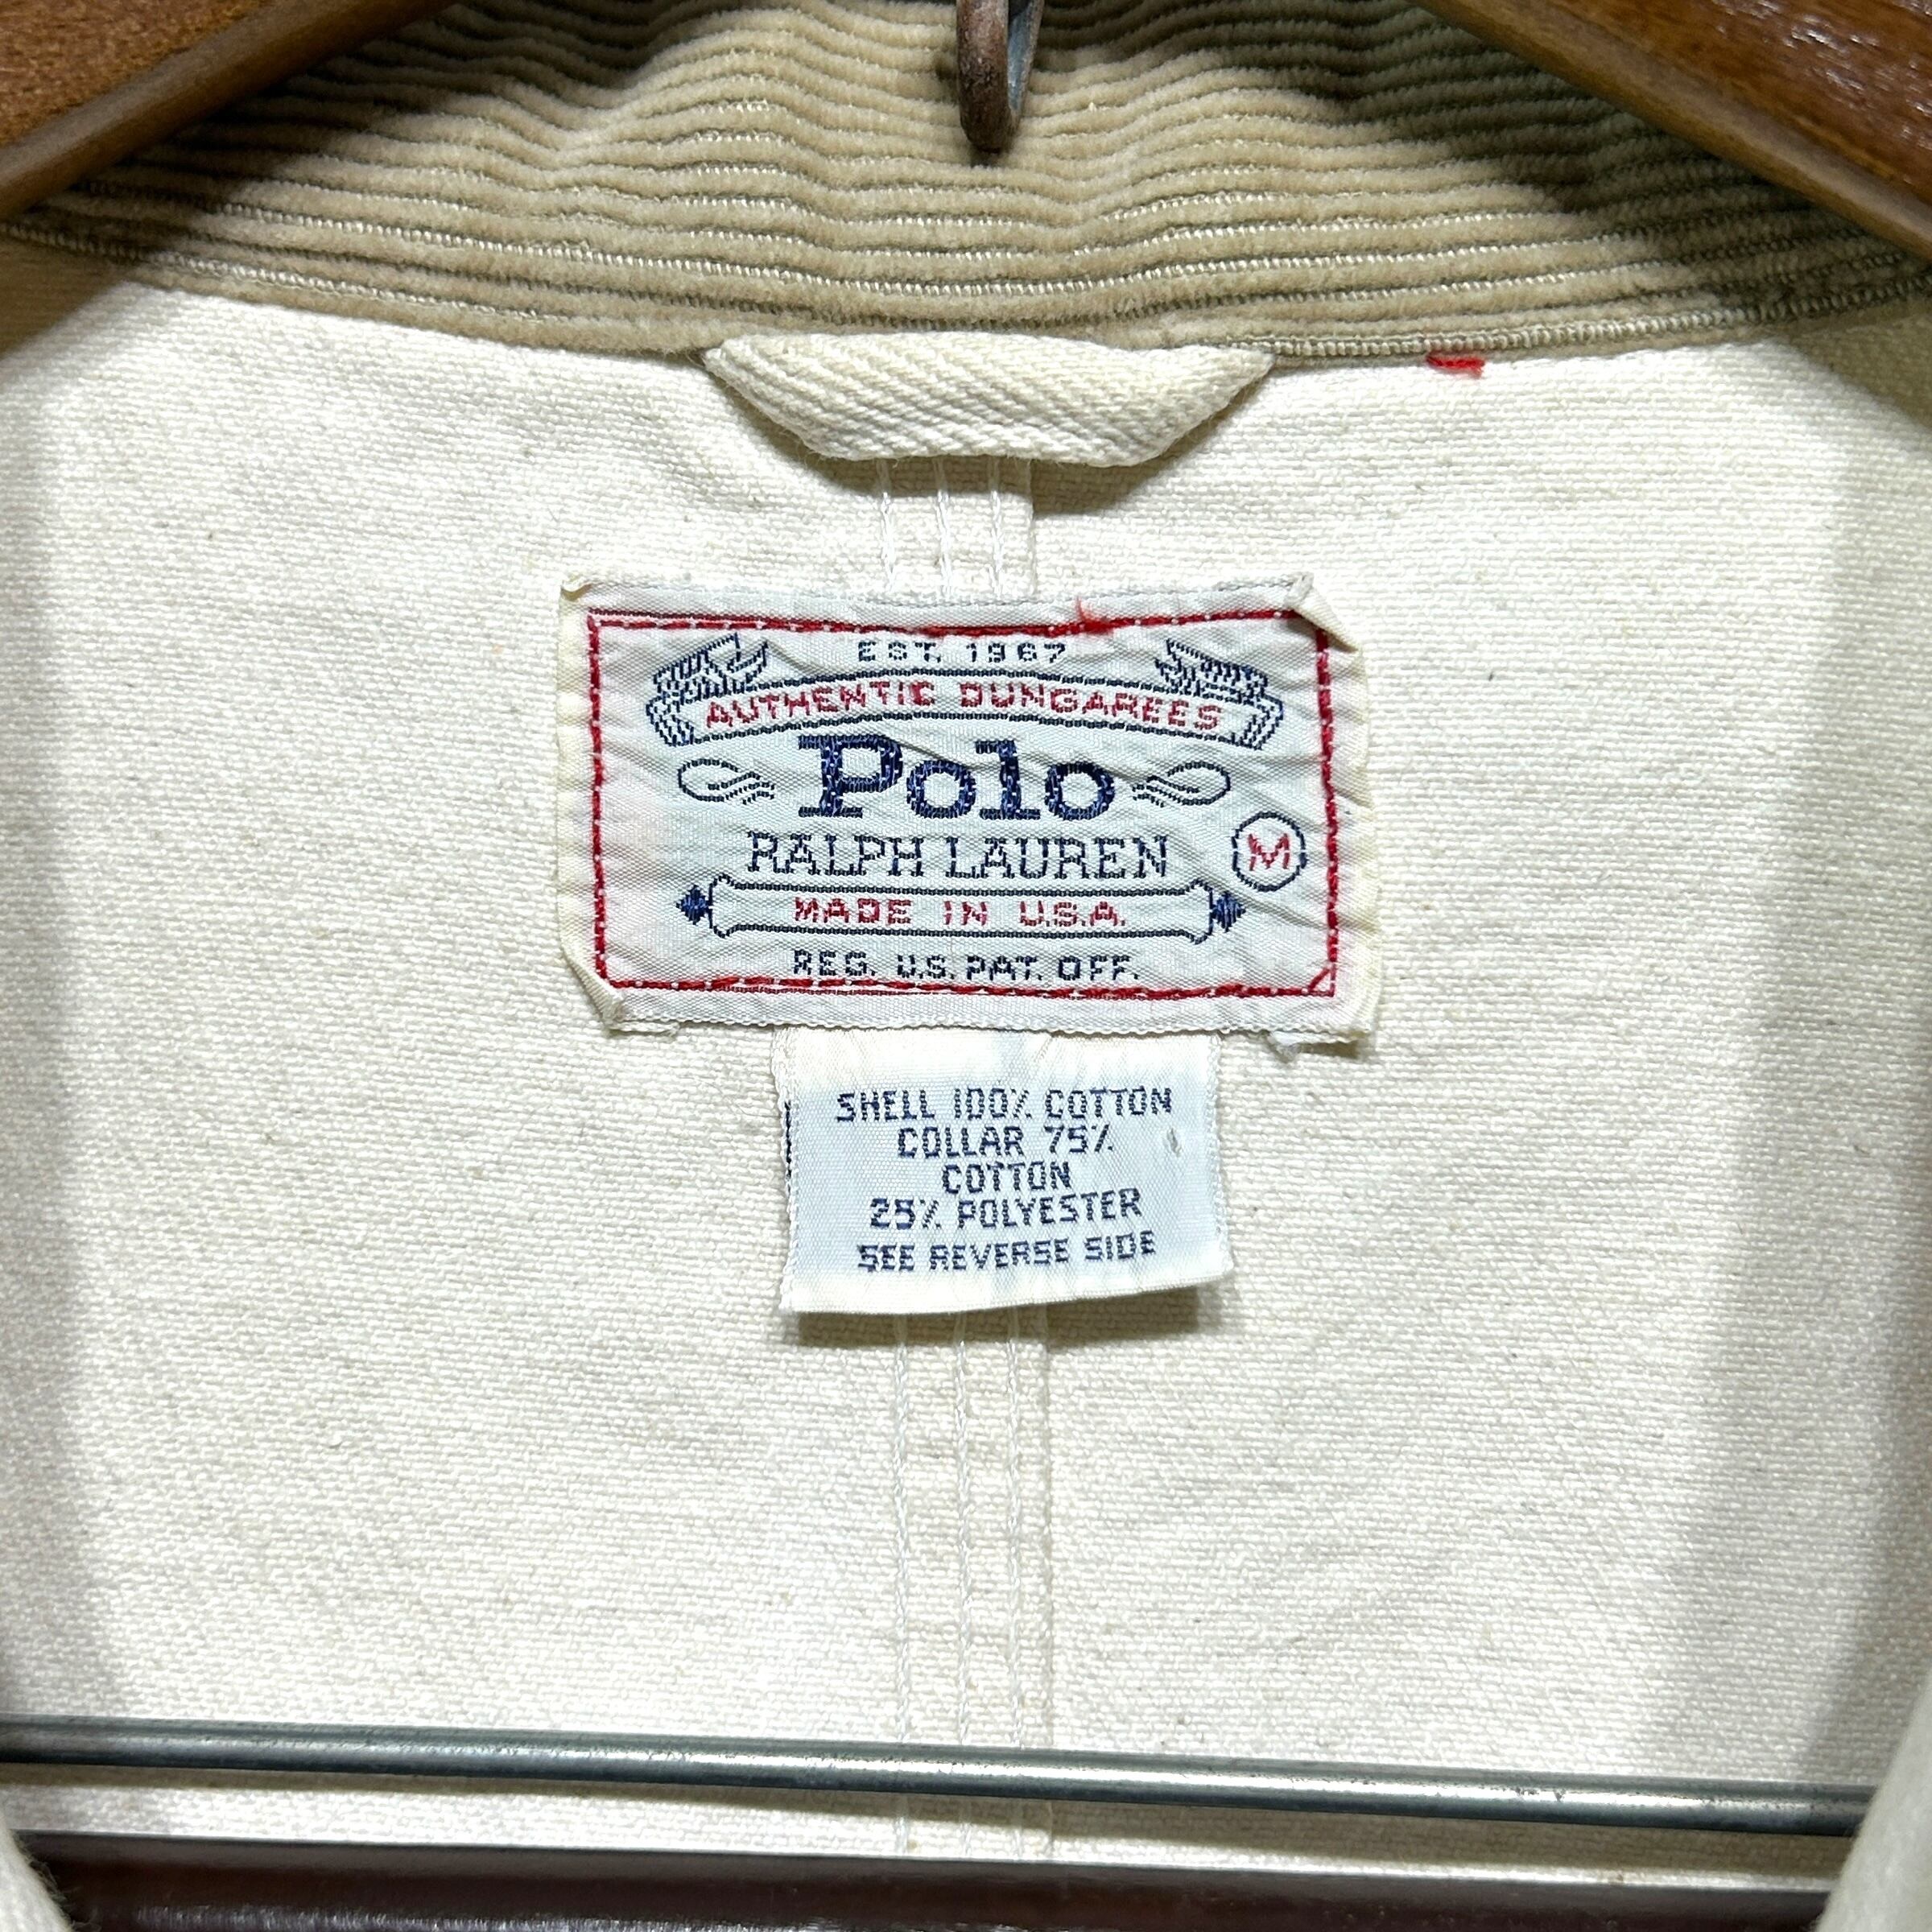 EST. 1967
AUTHENTIC DUNGAREES
Polo
RALPH LAUREN
M
MADE IN U.S.A.
REG. U.S. PAT. OFF.
SHELL 100% COTTON
COLLAR 75%
COTTON
25% POLYESTER
SEE REVERSE SIDE